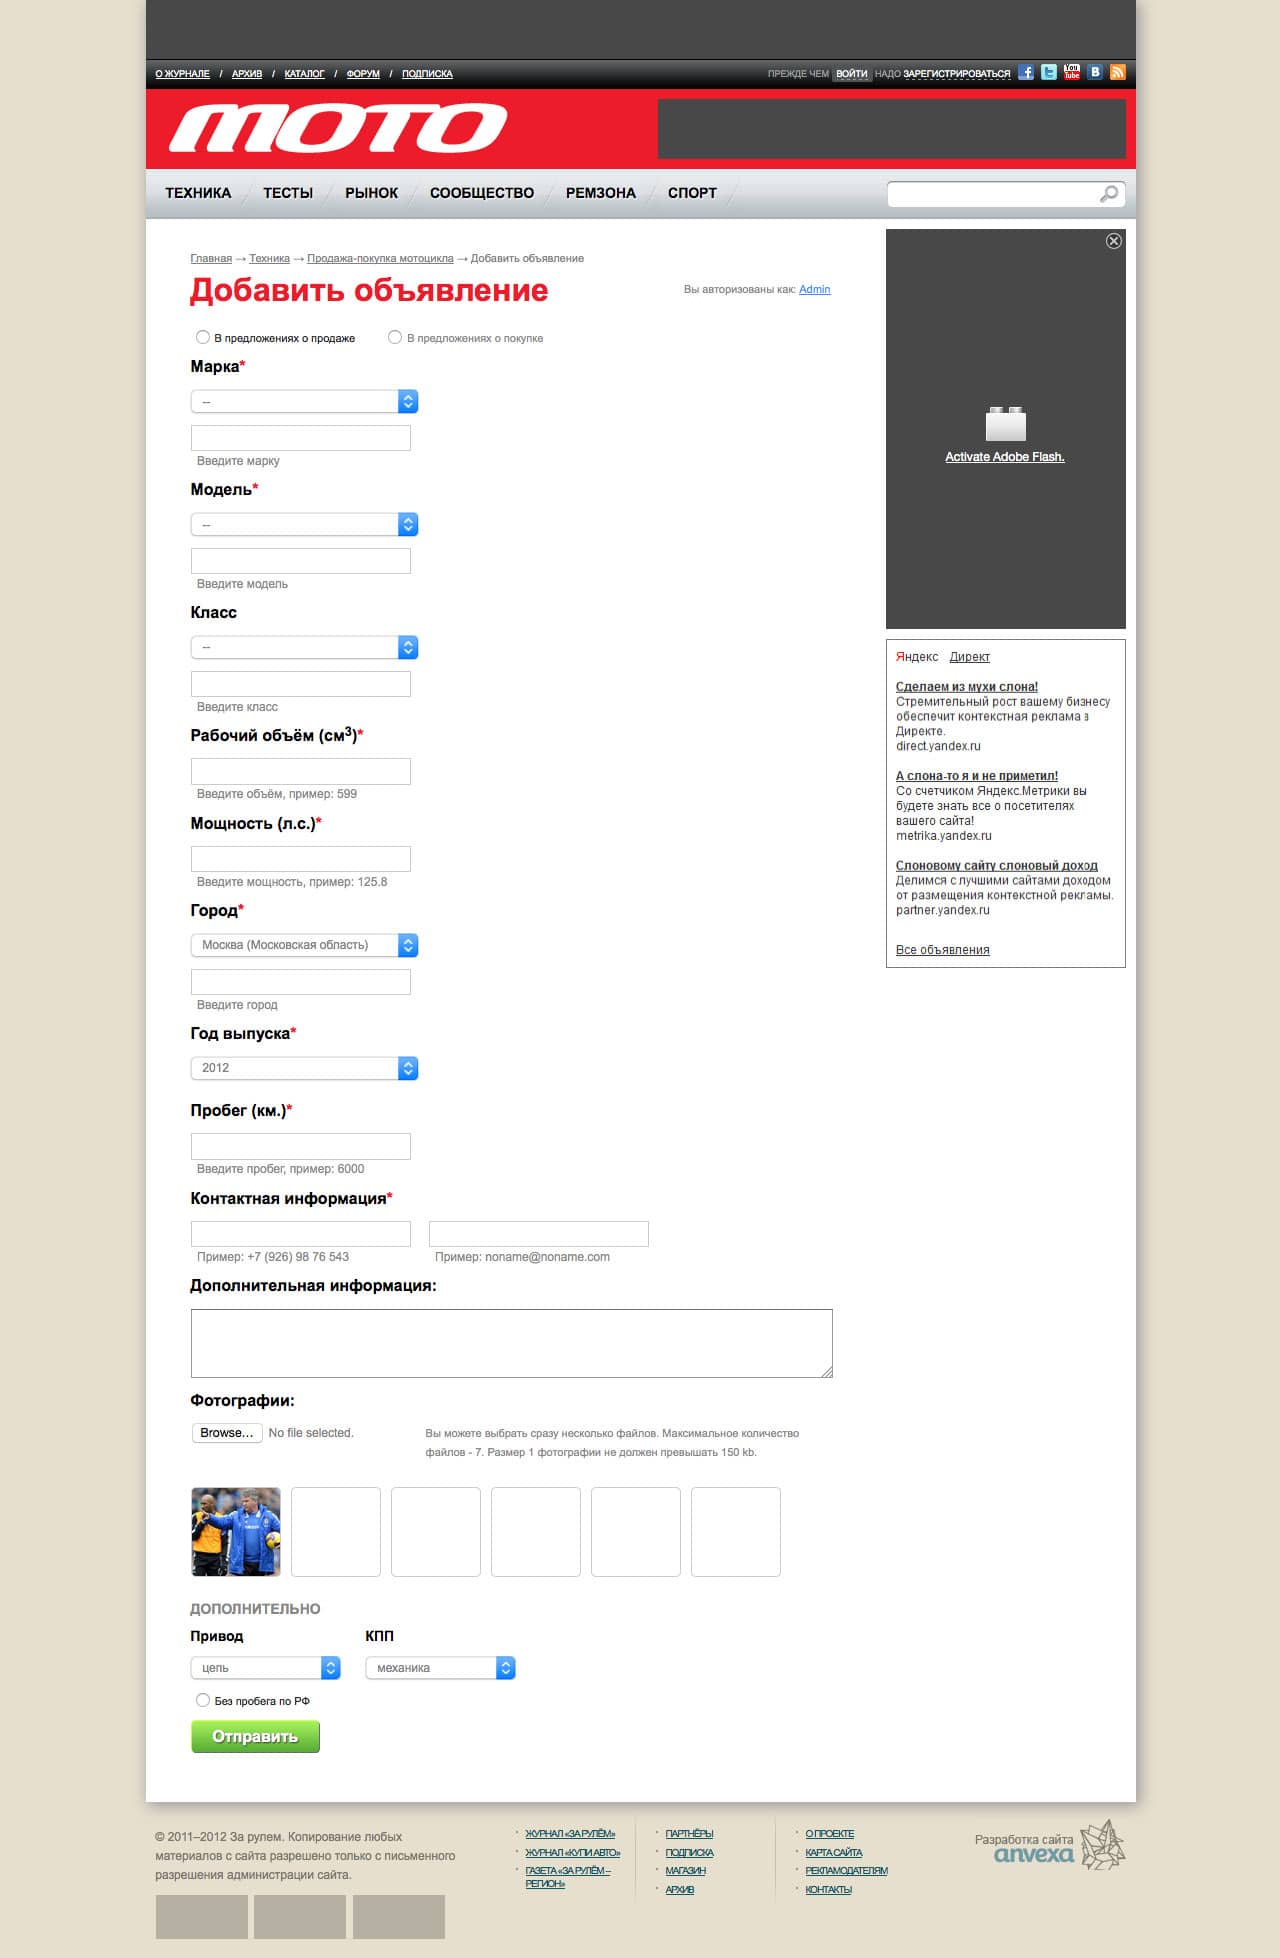 О ЖУРНАЛЕ / АРХИВ / КАТАЛОГ / ФОРУМ / ПОДПИСКА
ПРЕЖДЕ ЧЕМ ВОЙТИ НАДО ЗАРЕГИСТРИРОВАТЬСЯ
f t You Tube В
МОТО
ТЕХНИКА ТЕСТЫ РЫНОК СООБЩЕСТВО РЕМЗОНА СПОРТ
Главная → Техника → Продажа-покупка мотоцикла → Добавить объявление
Добавить объявление
Вы авторизованы как: Admin
В предложениях о продаже В предложениях о покупке
Марка*
--
Введите марку
Модель*
--
Введите модель
Класс
--
Введите класс
Рабочий объём (см³)*
Введите объём, пример: 599
Мощность (л.с.)*
Введите мощность, пример: 125.8
Город*
Москва (Московская область)
Введите город
Год выпуска*
2012
Пробег (км.)*
Введите пробег, пример: 6000
Контактная информация*
Пример: +7 (926) 98 76 543 Пример: noname@noname.com
Дополнительная информация:
Фотографии:
Browse... No file selected.
Вы можете выбрать сразу несколько файлов. Максимальное количество
файлов - 7. Размер 1 фотографии не должен превышать 150 kb.
ДОПОЛНИТЕЛЬНО
Привод КПП
цепь механика
Без пробега по РФ
Отправить
Activate Adobe Flash.
Яндекс Директ
Сделаем из мухи слона!
Стремительный рост вашему бизнесу
обеспечит контекстная реклама в
Директе.
direct.yandex.ru
А слона-то я и не приметил!
Со счетчиком Яндекс.Метрики вы
будете знать все о посетителях
вашего сайта!
metrika.yandex.ru
Слоновому сайту слоновый доход
Делимся с лучшими сайтами доходом
от размещения контекстной рекламы.
partner.yandex.ru
Все объявления
© 2011–2012 За рулем. Копирование любых
материалов с сайта разрешено только с письменного
разрешения администрации сайта.
ЖУРНАЛ «ЗА РУЛЁМ»
ЖУРНАЛ «КУПИ АВТО»
ГАЗЕТА «ЗА РУЛЁМ –
РЕГИОН»
ПАРТНЁРЫ
ПОДПИСКА
МАГАЗИН
АРХИВ
О ПРОЕКТЕ
КАРТА САЙТА
РЕКЛАМОДАТЕЛЯМ
КОНТАКТЫ
Разработка сайта
anvexa